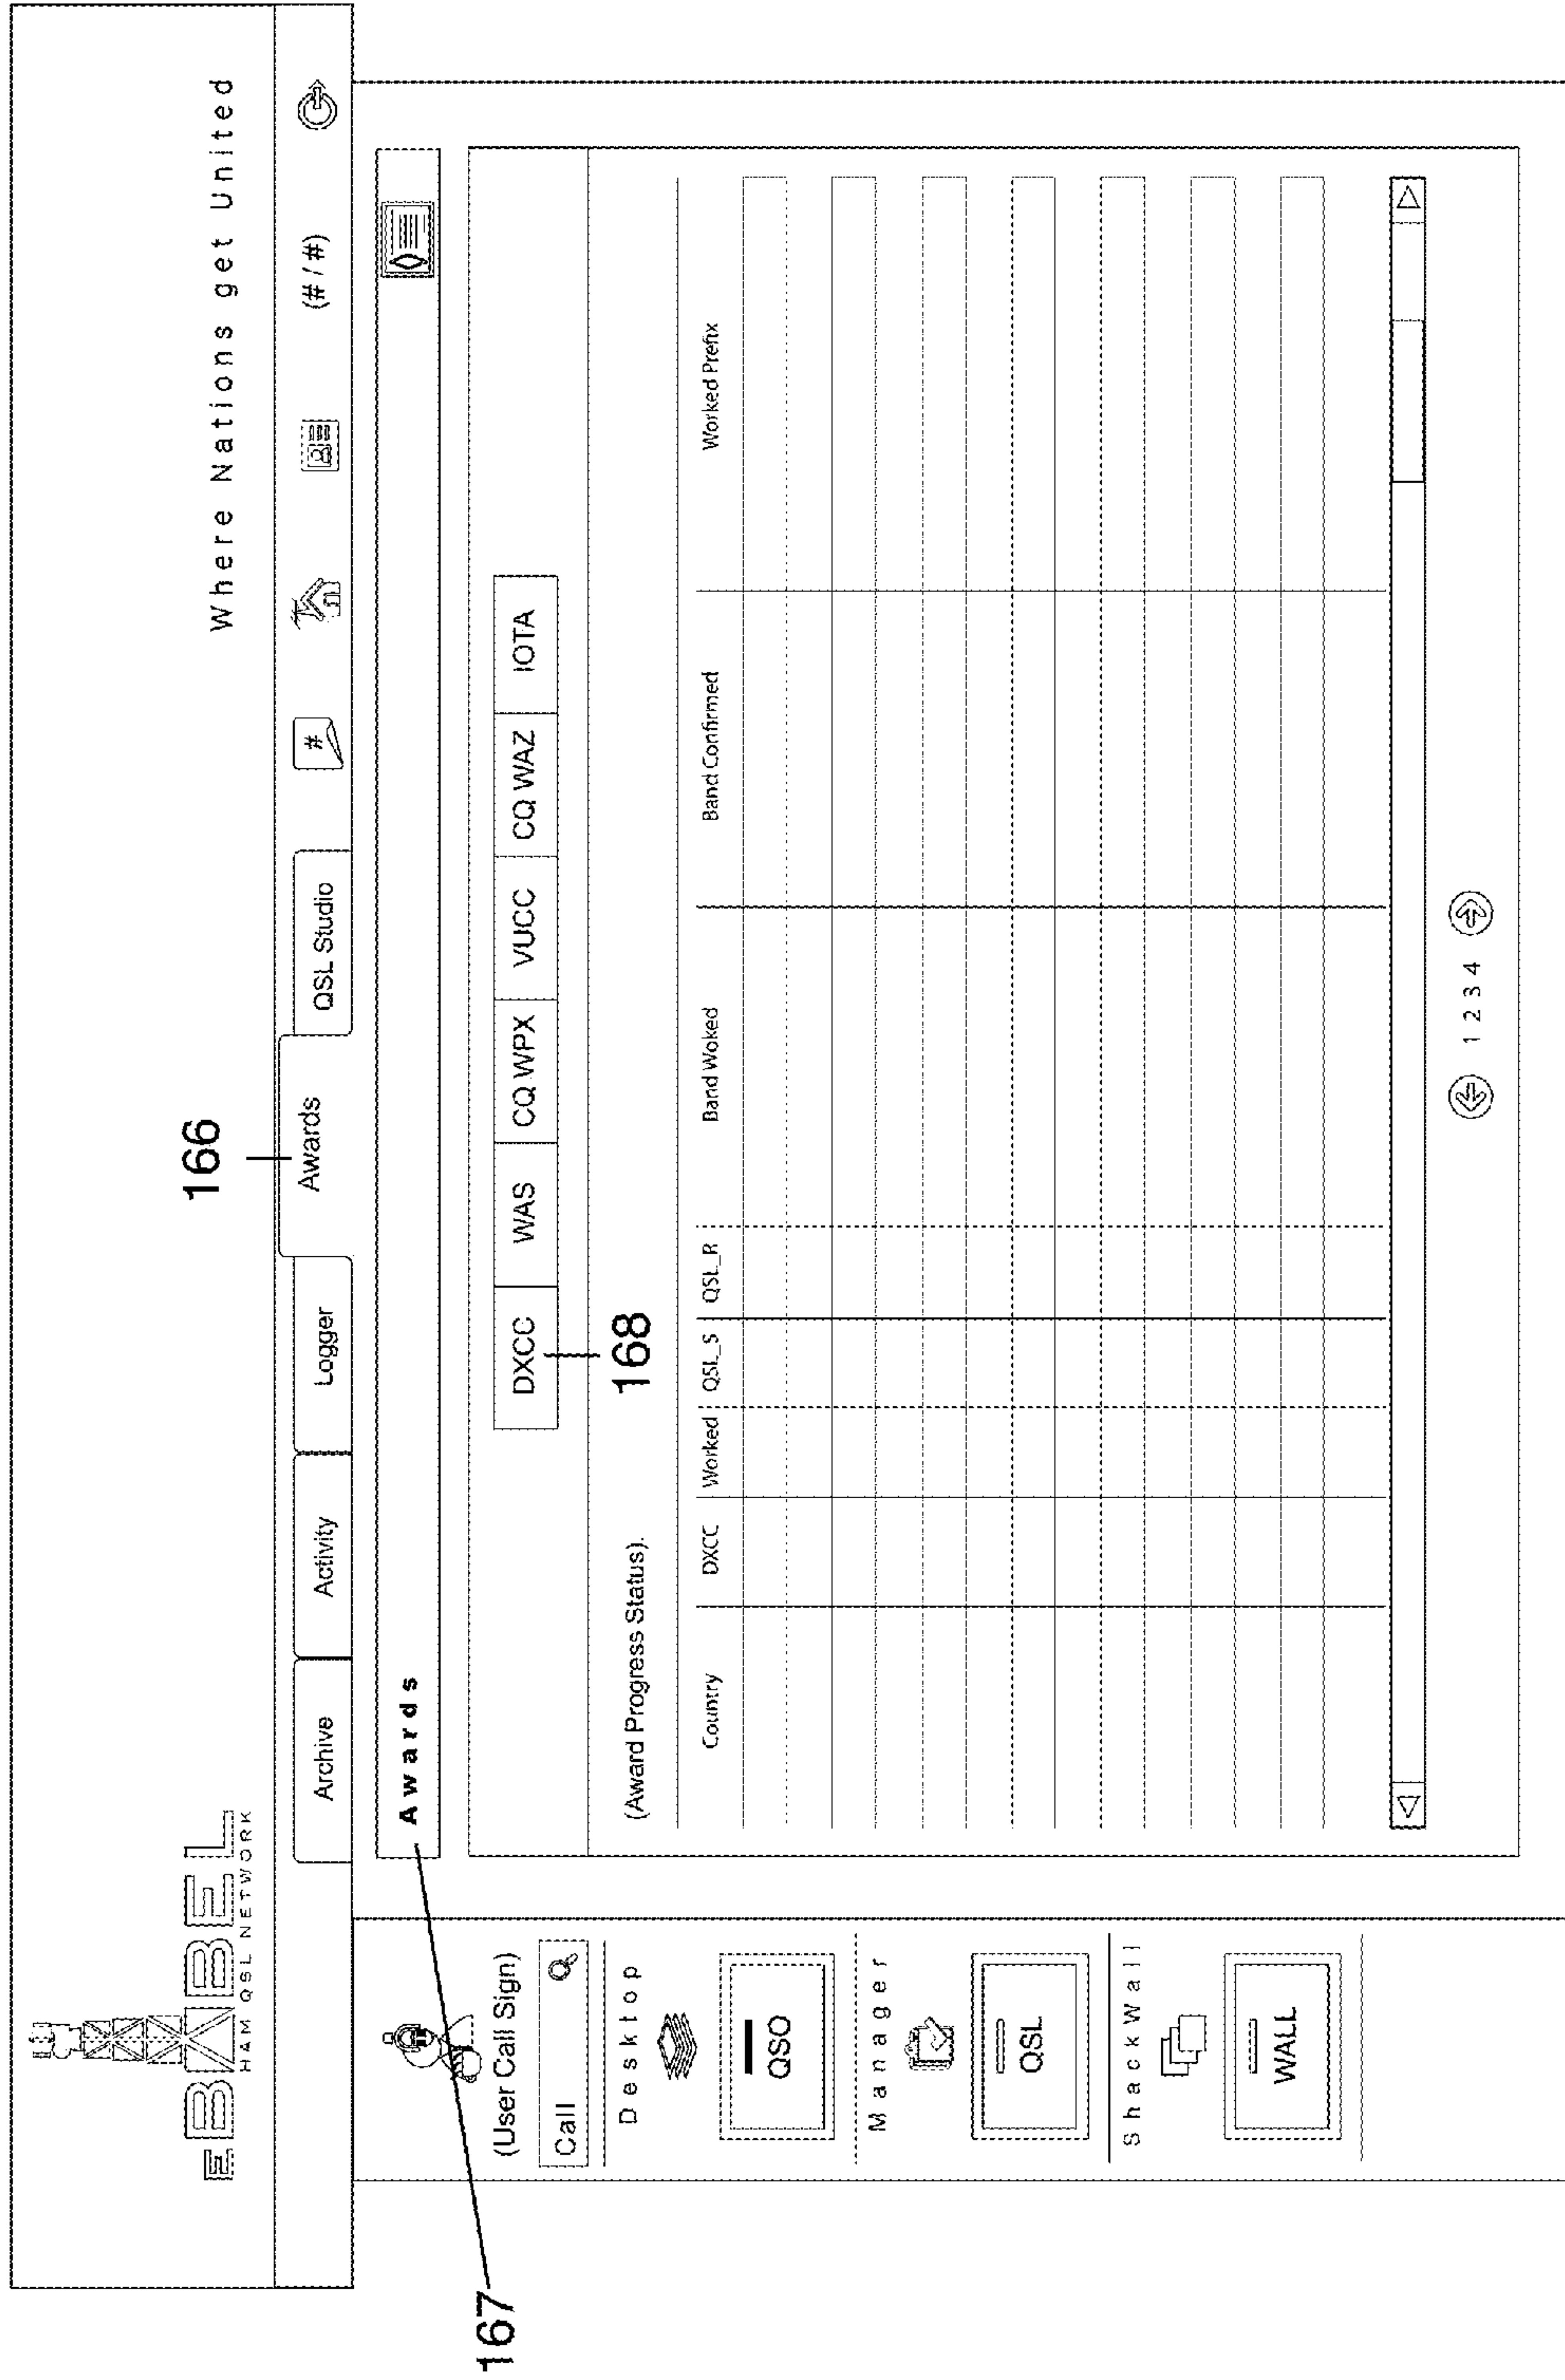 EBABEL
HAM QSL NETWORK
Where Nations get United
166
Archive
Activity
Logger
Awards
QSL Studio
#
(#/#)
167
Awards
(User Call Sign)
Call
Desktop
QSO
Manager
QSL
ShackWall
WALL
DXCC WAS CQ WPX VUCC CQ WAZ IOTA
168
(Award Progress Status).
Country DXCC Worked QSL_S QSL_R Band Woked Band Confirmed Worked Prefix
1 2 3 4